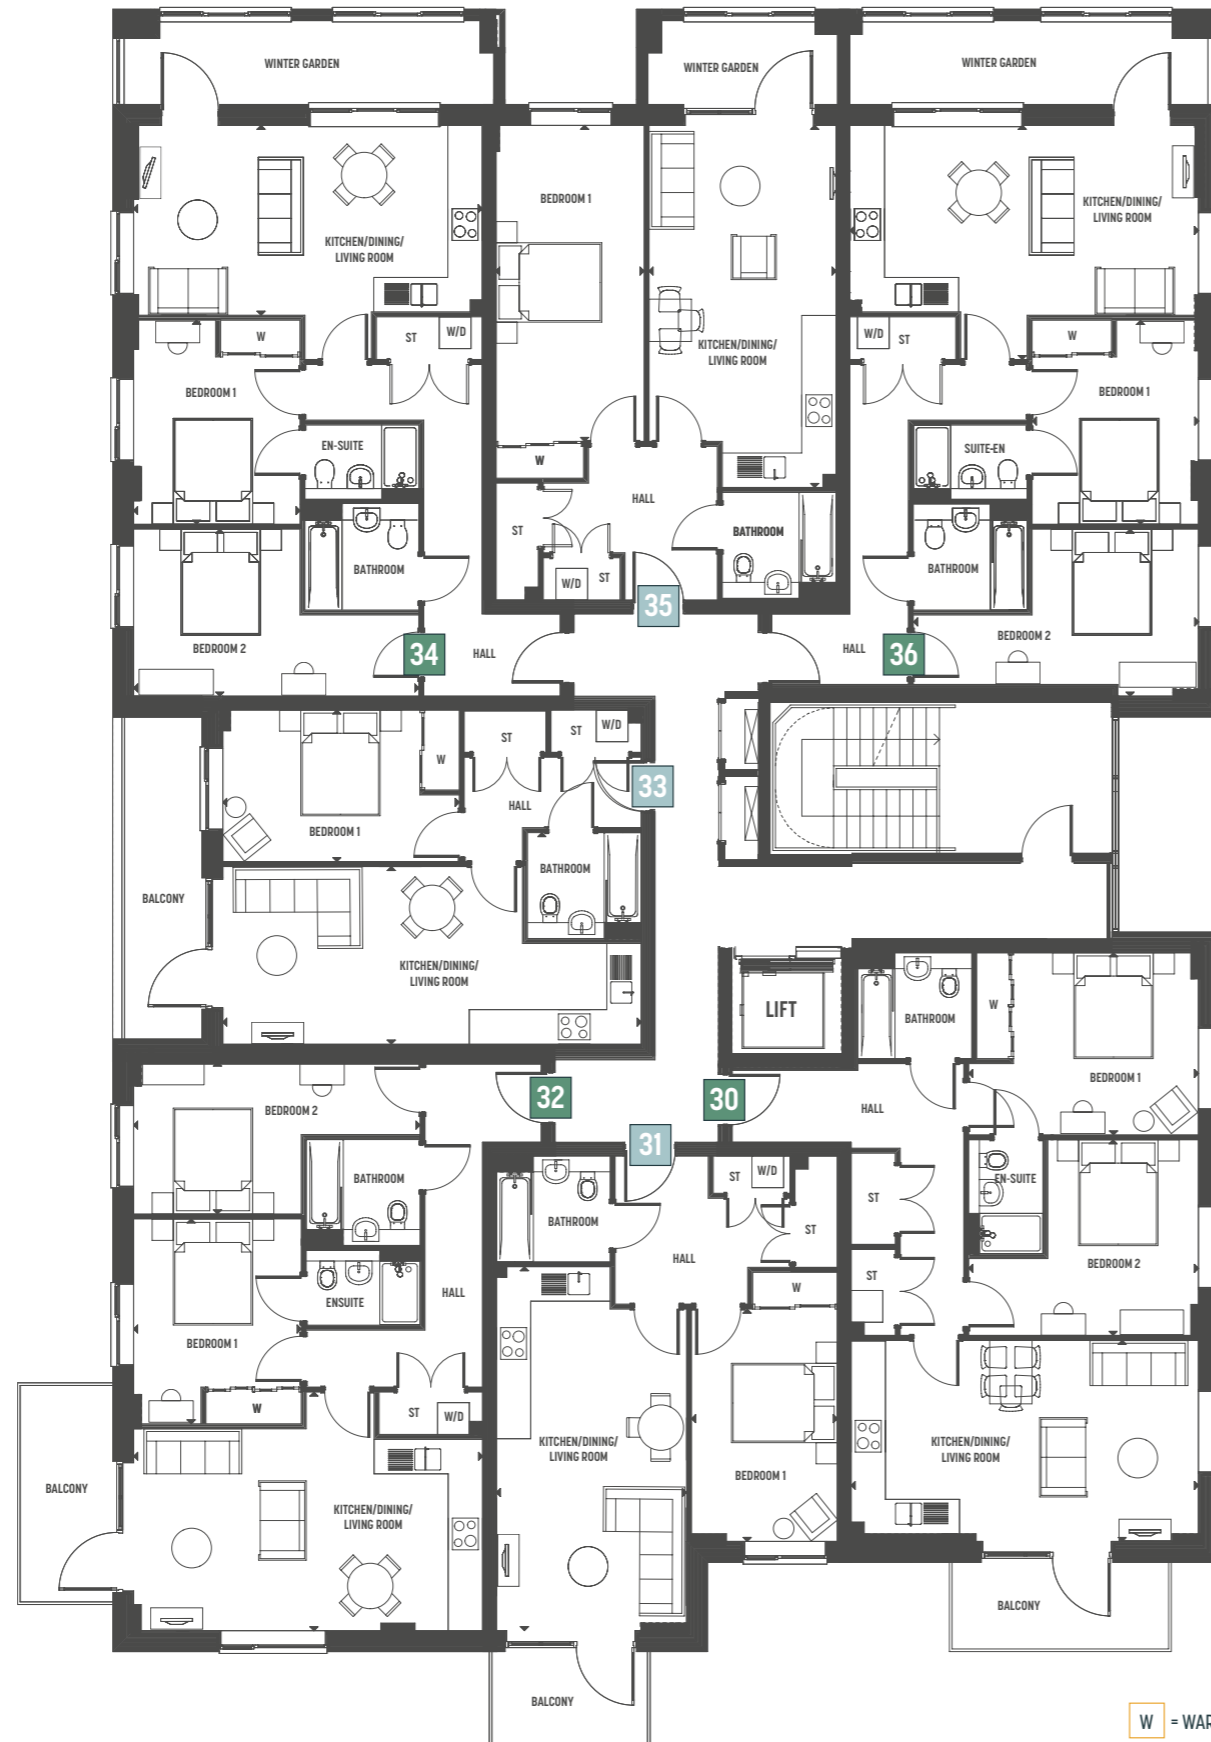 WINTER GARDEN
WINTER GARDEN
WINTER GARDEN
BEDROOM 1
KITCHEN/DINING/
LIVING ROOM
KITCHEN/DINING/
LIVING ROOM
KITCHEN/DINING/
LIVING ROOM
W
ST
W/D
W/D
ST
W
BEDROOM 1
BEDROOM 1
EN-SUITE
SUITE-EN
W
HALL
ST
BATHROOM
BATHROOM
BATHROOM
W/D
ST
35
BEDROOM 2
34
HALL
HALL
36
BEDROOM 2
ST
ST
W/D
W
33
HALL
BEDROOM 1
BATHROOM
BALCONY
KITCHEN/DINING/
LIVING ROOM
LIFT
W
BATHROOM
BEDROOM 1
32
30
BEDROOM 2
HALL
31
BATHROOM
ST
W/D
EN-SUITE
ST
BATHROOM
ST
HALL
BEDROOM 2
ST
W
ENSUITE
HALL
BEDROOM 1
W
ST
W/D
KITCHEN/DINING/
LIVING ROOM
KITCHEN/DINING/
LIVING ROOM
BEDROOM 1
BALCONY
KITCHEN/DINING/
LIVING ROOM
BALCONY
BALCONY
W = WAR